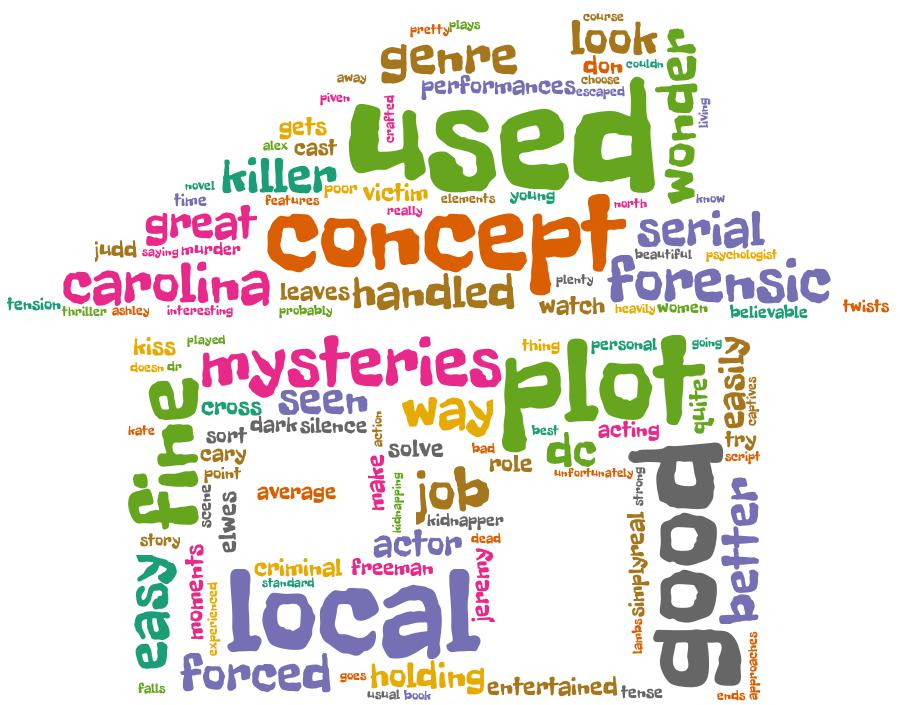 course
prettyplays
look
genre
don couldn
wonder
away
choose
performances escaped
piven
crafted
used
living
gets
alex cast
killer
novel
poor victim
time
features
elements
young
know
really
north
great
concept
serial
judd
saying murder
beautiful psychologist
carolina
leaves handled
plenty
forensic
tension thriller ashley interesting
probably
watch heavily women believable twists
kiss played
mysteries
thing personal going
plot
easily
doesn dr
fine
cross seen
way
quite
captives
kate
sort dark silence
action
best
acting
try
cary
solve
bad
dc
script
point
role
unfortunately
make
job
strong
good
scene
elwes
average
kidnapping
kidnapper
better
story
actor dead
simply real
easy
moments
criminal freeman
standard
jeremy
experienced
local
lambs
approaches
forced
goes holding
entertained tense
falls
usual book
ends